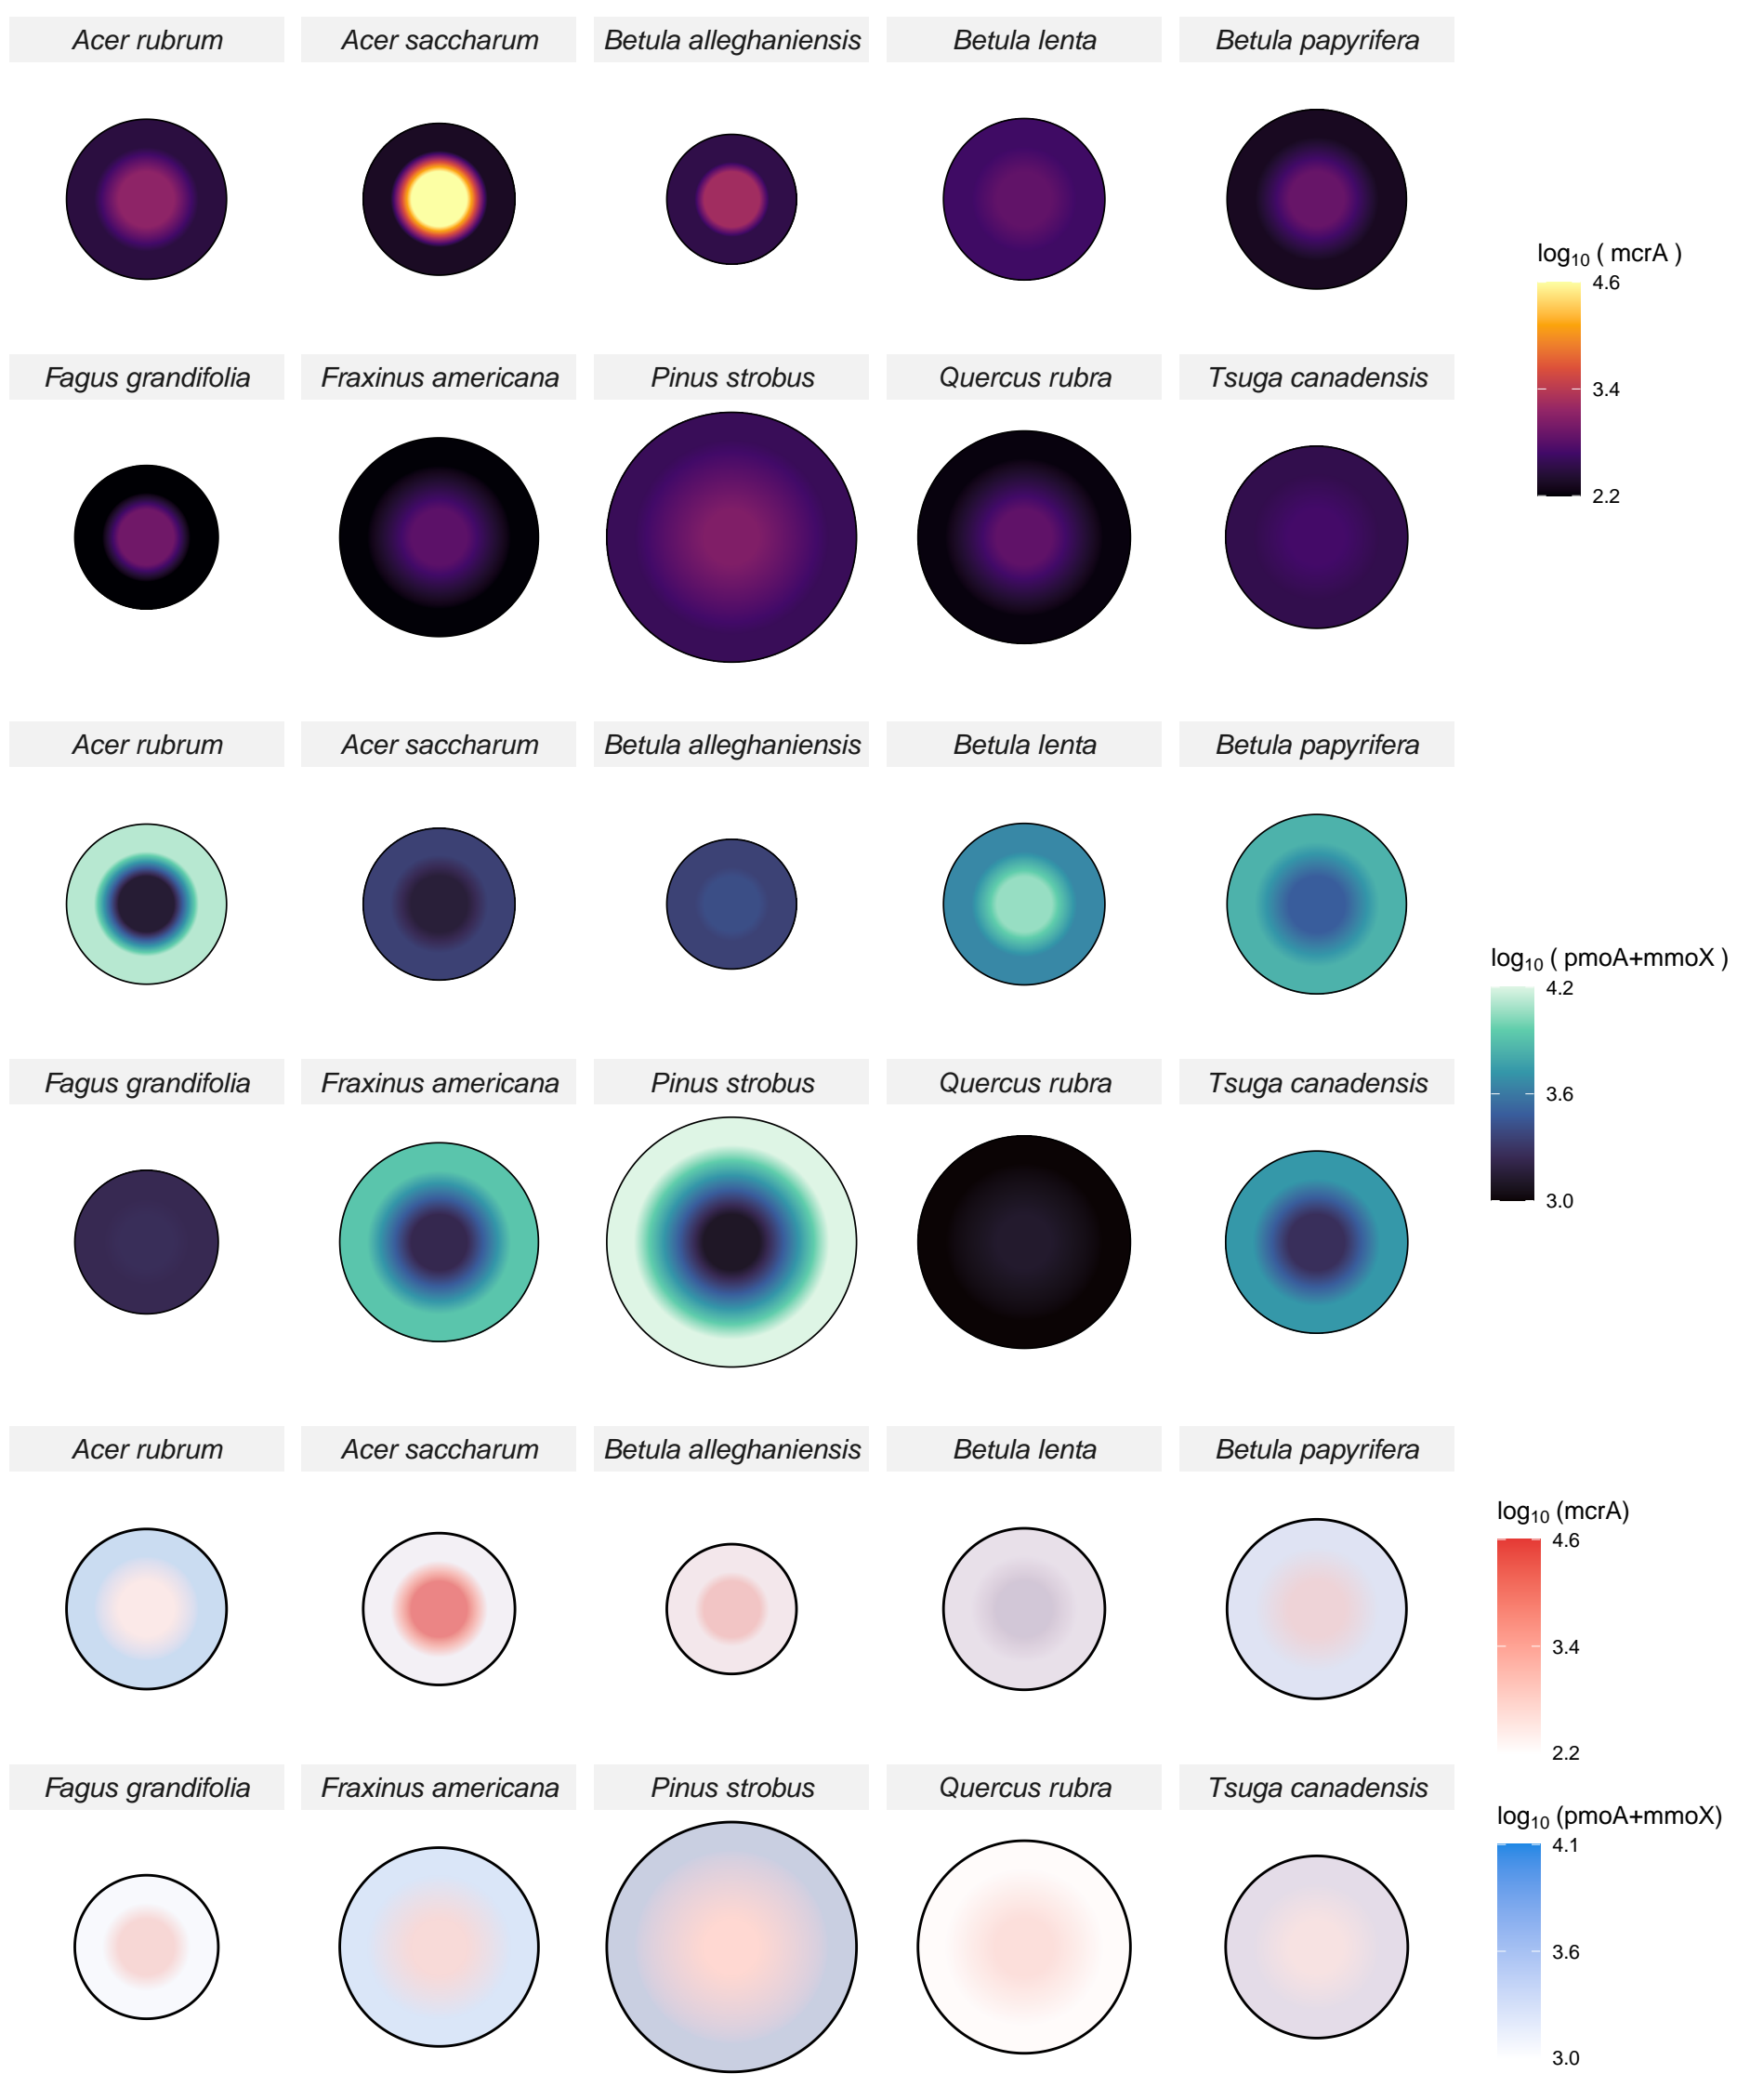 Acer rubrum Acer saccharum Betula alleghaniensis Betula lenta Betula papyrifera
log10 ( mcrA )
4.6
3.4
2.2
Fagus grandifolia Fraxinus americana Pinus strobus Quercus rubra Tsuga canadensis
Acer rubrum Acer saccharum Betula alleghaniensis Betula lenta Betula papyrifera
log10 ( pmoA+mmoX )
4.2
3.6
3.0
Fagus grandifolia Fraxinus americana Pinus strobus Quercus rubra Tsuga canadensis
Acer rubrum Acer saccharum Betula alleghaniensis Betula lenta Betula papyrifera
log10 (mcrA)
4.6
3.4
2.2
Fagus grandifolia Fraxinus americana Pinus strobus Quercus rubra Tsuga canadensis
log10 (pmoA+mmoX)
4.1
3.6
3.0